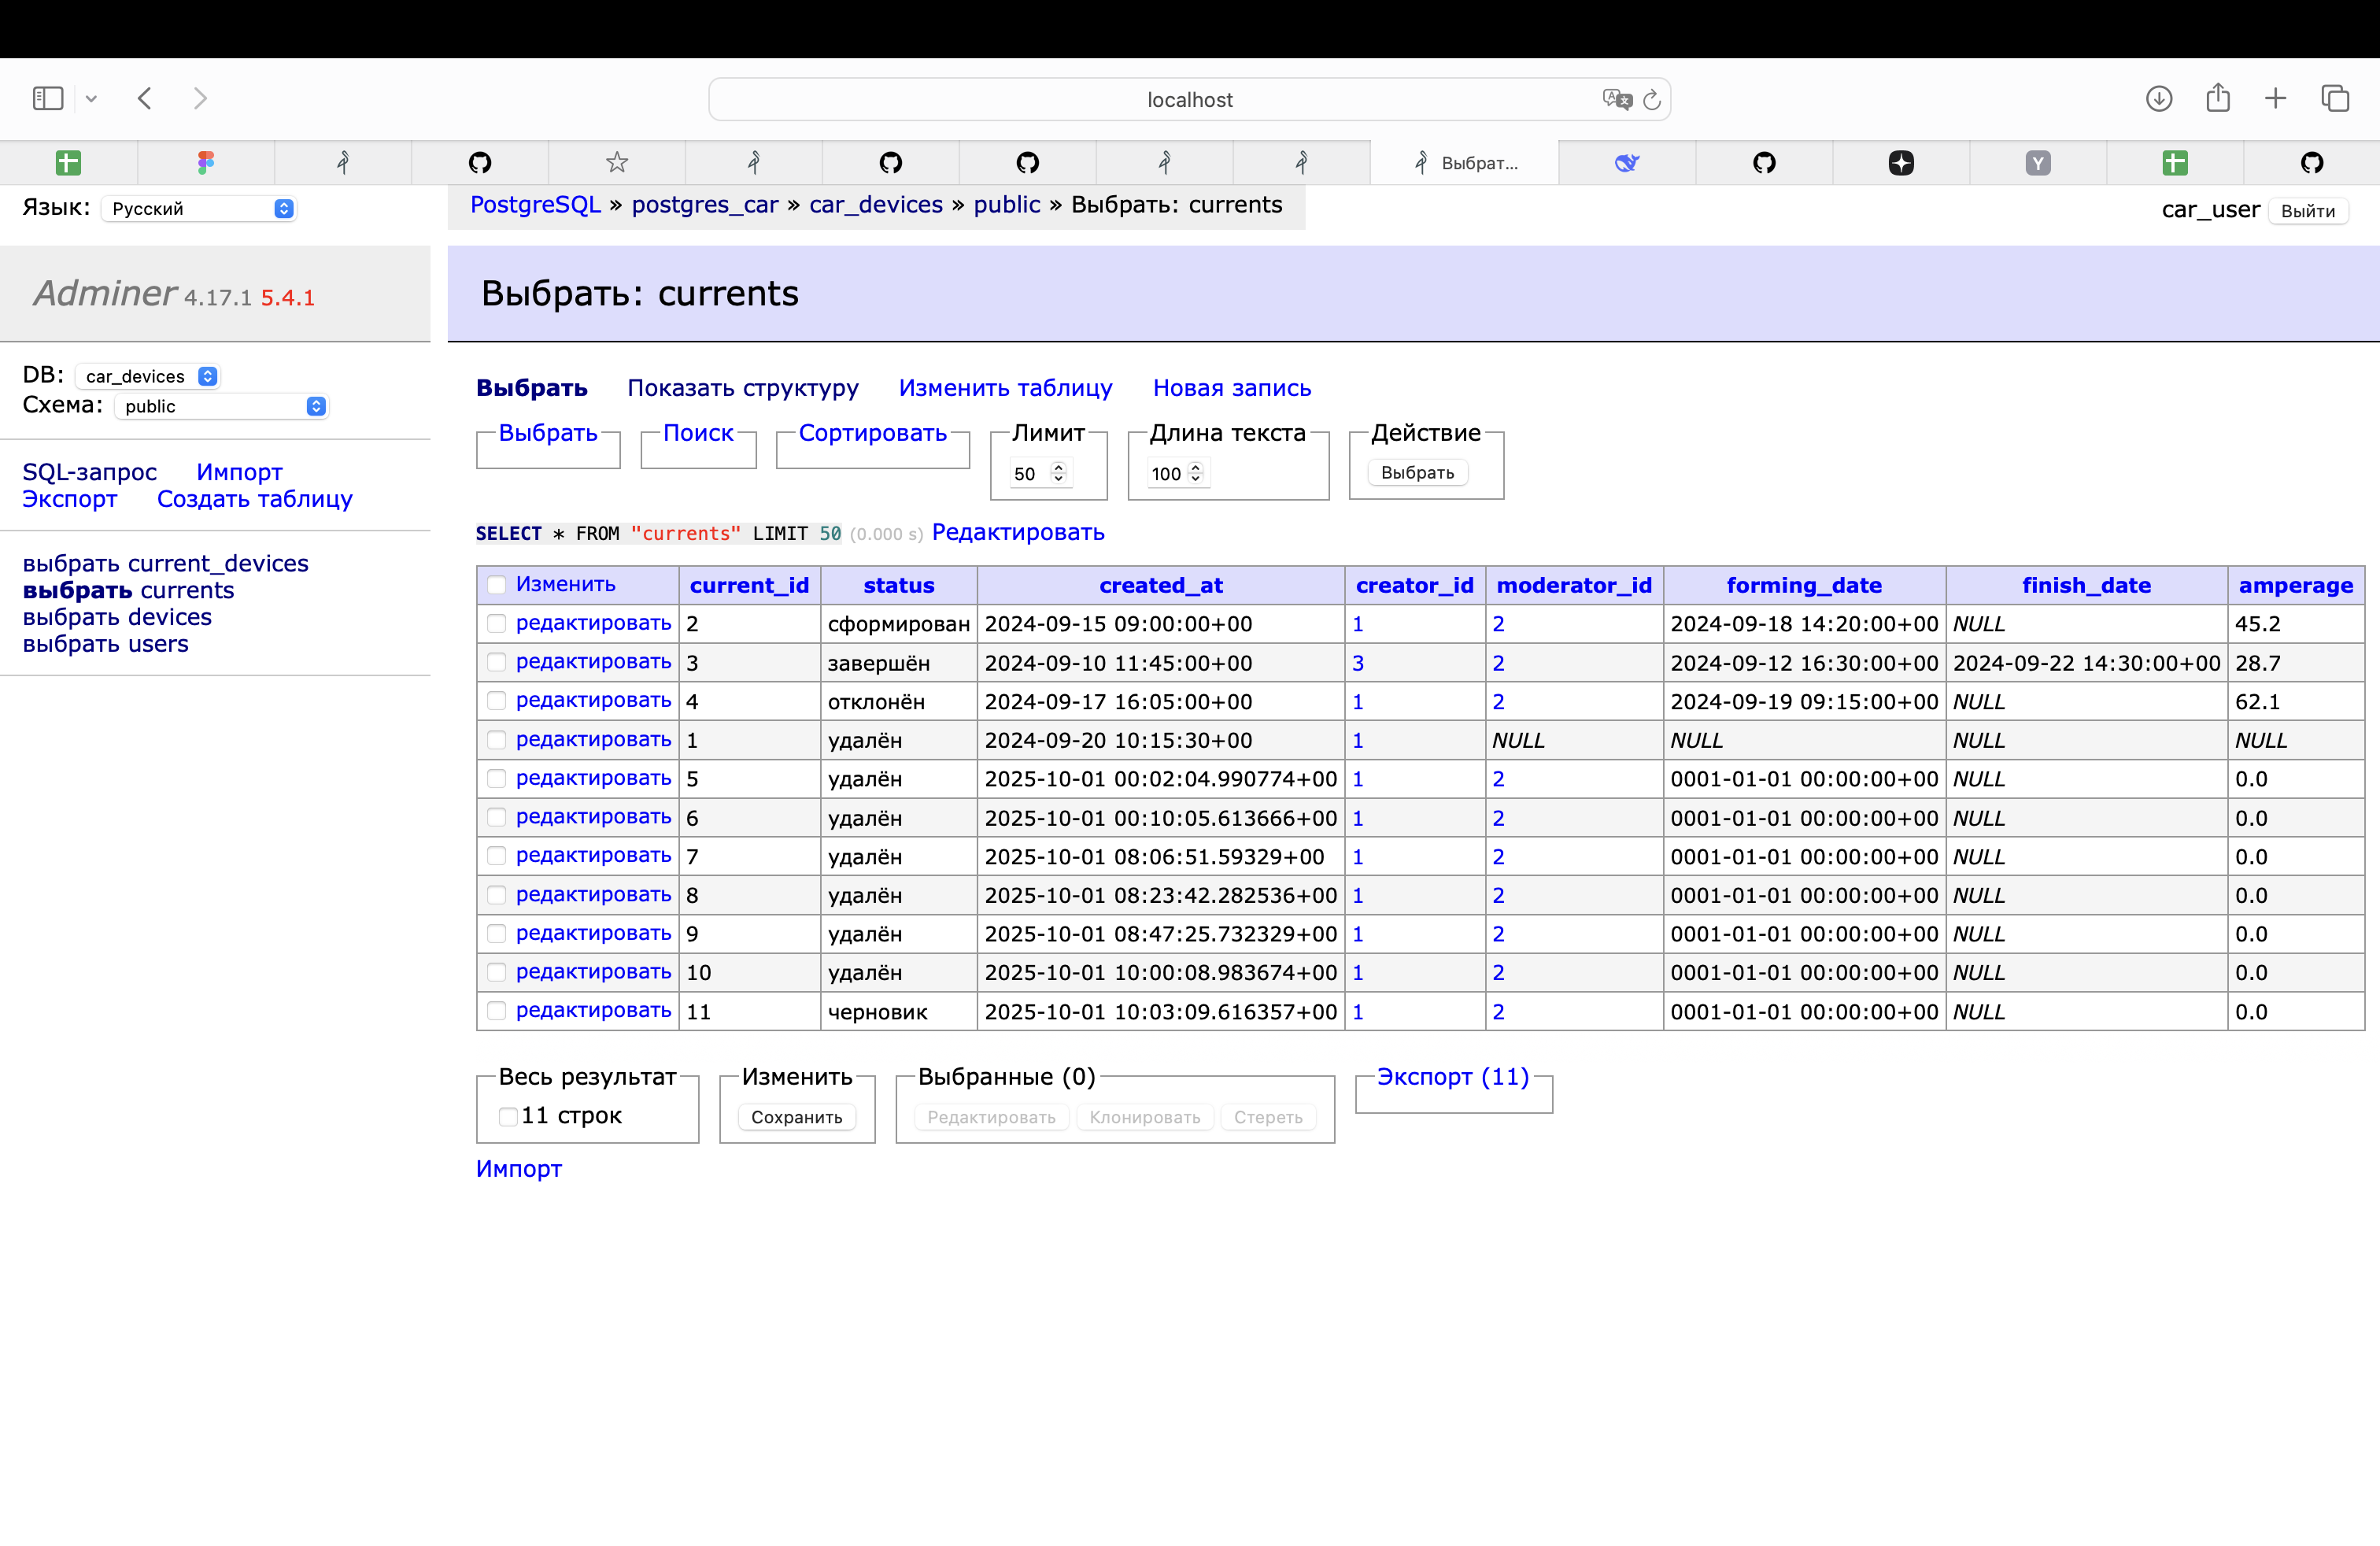 localhost
Выбрат...
Y
Язык: Русский
PostgreSQL » postgres_car » car_devices » public » Выбрать: currents
car_user Выйти
Adminer 4.17.1 5.4.1
Выбрать: currents
DB: car_devices
Схема: public
SQL-запрос Импорт
Экспорт Создать таблицу
выбрать current_devices
выбрать currents
выбрать devices
выбрать users
Выбрать Показать структуру Изменить таблицу Новая запись
Выбрать Поиск Сортировать Лимит Длина текста Действие
50 100 Выбрать
SELECT * FROM "currents" LIMIT 50 (0.000 s) Редактировать
Изменить current_id status created_at creator_id moderator_id forming_date finish_date amperage
редактировать 2 сформирован 2024-09-15 09:00:00+00 1 2 2024-09-18 14:20:00+00 NULL 45.2
редактировать 3 завершён 2024-09-10 11:45:00+00 3 2 2024-09-12 16:30:00+00 2024-09-22 14:30:00+00 28.7
редактировать 4 отклонён 2024-09-17 16:05:00+00 1 2 2024-09-19 09:15:00+00 NULL 62.1
редактировать 1 удалён 2024-09-20 10:15:30+00 1 NULL NULL NULL NULL
редактировать 5 удалён 2025-10-01 00:02:04.990774+00 1 2 0001-01-01 00:00:00+00 NULL 0.0
редактировать 6 удалён 2025-10-01 00:10:05.613666+00 1 2 0001-01-01 00:00:00+00 NULL 0.0
редактировать 7 удалён 2025-10-01 08:06:51.59329+00 1 2 0001-01-01 00:00:00+00 NULL 0.0
редактировать 8 удалён 2025-10-01 08:23:42.282536+00 1 2 0001-01-01 00:00:00+00 NULL 0.0
редактировать 9 удалён 2025-10-01 08:47:25.732329+00 1 2 0001-01-01 00:00:00+00 NULL 0.0
редактировать 10 удалён 2025-10-01 10:00:08.983674+00 1 2 0001-01-01 00:00:00+00 NULL 0.0
редактировать 11 черновик 2025-10-01 10:03:09.616357+00 1 2 0001-01-01 00:00:00+00 NULL 0.0
Весь результат Изменить Выбранные (0) Экспорт (11)
11 строк Сохранить Редактировать Клонировать Стереть
Импорт